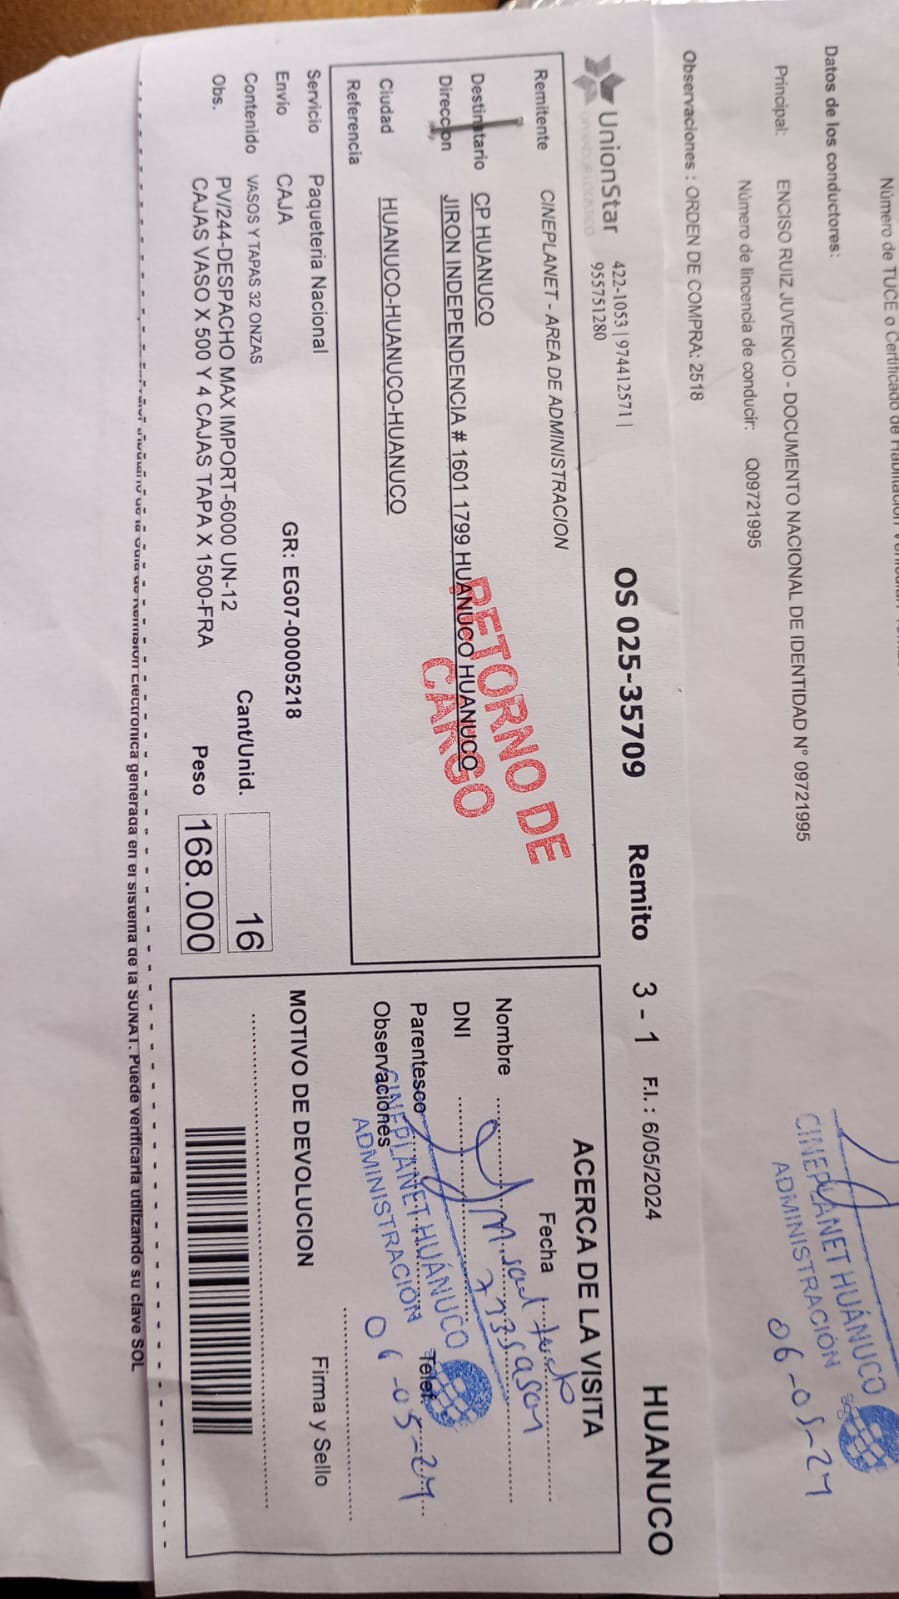 Número de TUCE o Certificado de Habilitación
Datos de los conductores:
Principal: ENCISO RUIZ JUVENCIO - DOCUMENTO NACIONAL DE IDENTIDAD N° 09721995
Número de lincencia de conducir: Q09721995
Observaciones : ORDEN DE COMPRA: 2518
CINEPLANET HUÁNUCO
ADMINISTRACIÓN
06-05-24
UnionStar 422-1053 | 974412571 |
955751280
OS 025-35709 Remito 3 - 1 F.I. : 6/05/2024 HUANUCO
Remitente CINEPLANET - AREA DE ADMINISTRACION
Destinatario CP HUANUCO
Direccion JIRON INDEPENDENCIA # 1601 1799 HUANUCO HUANUCO
Ciudad HUANUCO-HUANUCO-HUANUCO
Referencia
RETORNO DE
CARGO
Servicio Paqueteria Nacional
Envio CAJA GR: EG07-00005218
Contenido VASOS Y TAPAS 32 ONZAS Cant/Unid. 16
Obs. PV/244-DESPACHO MAX IMPORT-6000 UN-12
CAJAS VASO X 500 Y 4 CAJAS TAPA X 1500-FRA Peso 168.000
ACERCA DE LA VISITA
Fecha
Nombre
DNI
Parentesco Telef.
Observaciones
CINEPLANET HUÁNUCO
ADMINISTRACIÓN
06-05-24
MOTIVO DE DEVOLUCION Firma y Sello
de la Guía de Remisión Electrónica generada en el sistema de la SUNAT. Puede verificarla utilizando su clave SOL